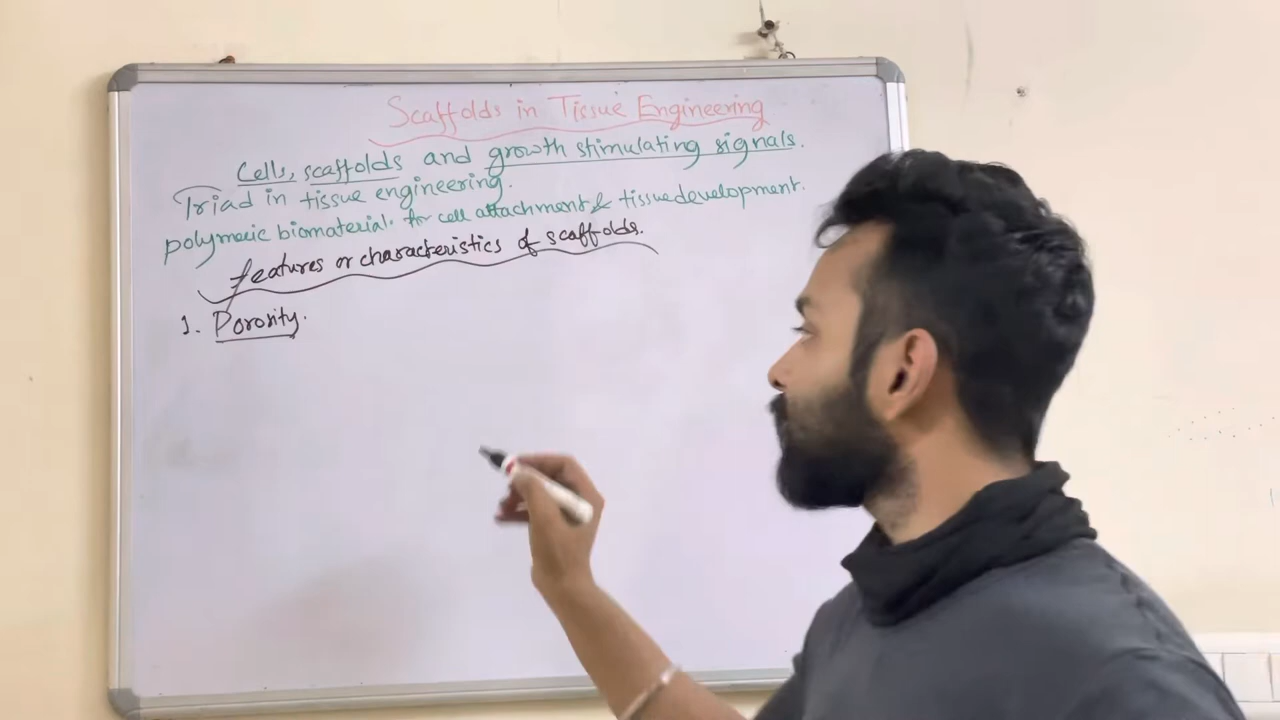 Scaffolds in Tissue Engineering
Cells, scaffolds and growth stimulating signals.
Triad in tissue engineering.
polymeric biomaterial. for cell attachment & tissue development.
features or characteristics of scaffolds.
1. Porosity.